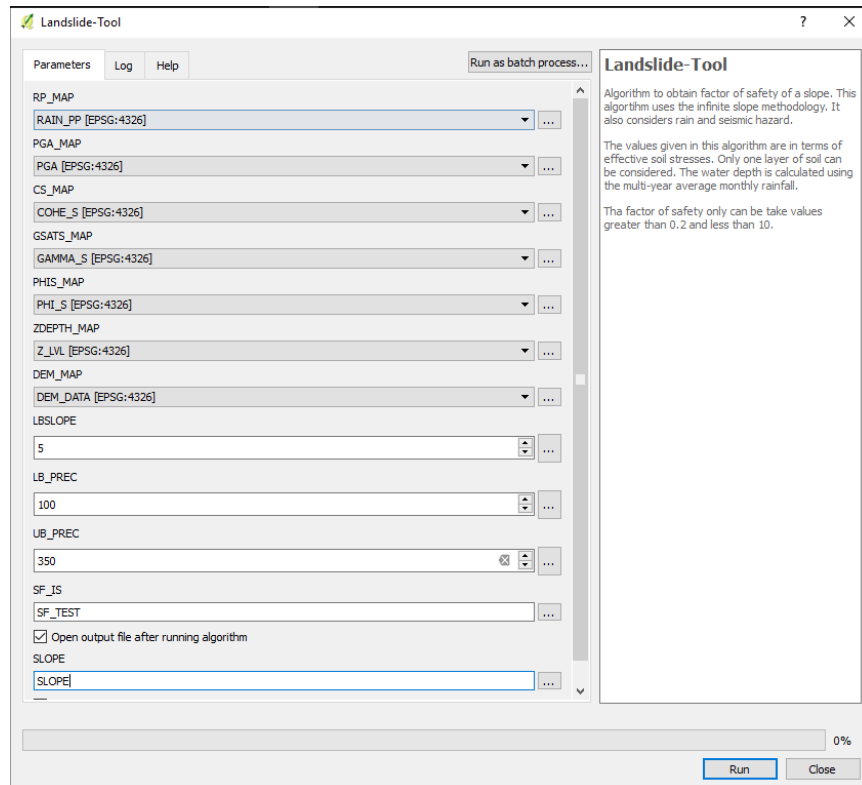 Landslide-Tool
?
Parameters
Log
Help
Run as batch process...
RP_MAP
RAIN_PP [EPSG:4326]
...
PGA_MAP
PGA [EPSG:4326]
...
CS_MAP
COHE_S [EPSG:4326]
...
GSATS_MAP
GAMMA_S [EPSG:4326]
...
PHIS_MAP
PHI_S [EPSG:4326]
...
ZDEPTH_MAP
Z_LVL [EPSG:4326]
...
DEM_MAP
DEM_DATA [EPSG:4326]
...
LBSLOPE
5
...
LB_PREC
100
...
UB_PREC
350
...
SF_IS
SF_TEST
...
Open output file after running algorithm
SLOPE
SLOPE
...
Landslide-Tool
Algorithm to obtain factor of safety of a slope. This
algortihm uses the infinite slope methodology. It
also considers rain and seismic hazard.
The values given in this algorithm are in terms of
effective soil stresses. Only one layer of soil can
be considered. The water depth is calculated using
the multi-year average monthly rainfall.
Tha factor of safety only can be take values
greater than 0.2 and less than 10.
0%
Run
Close